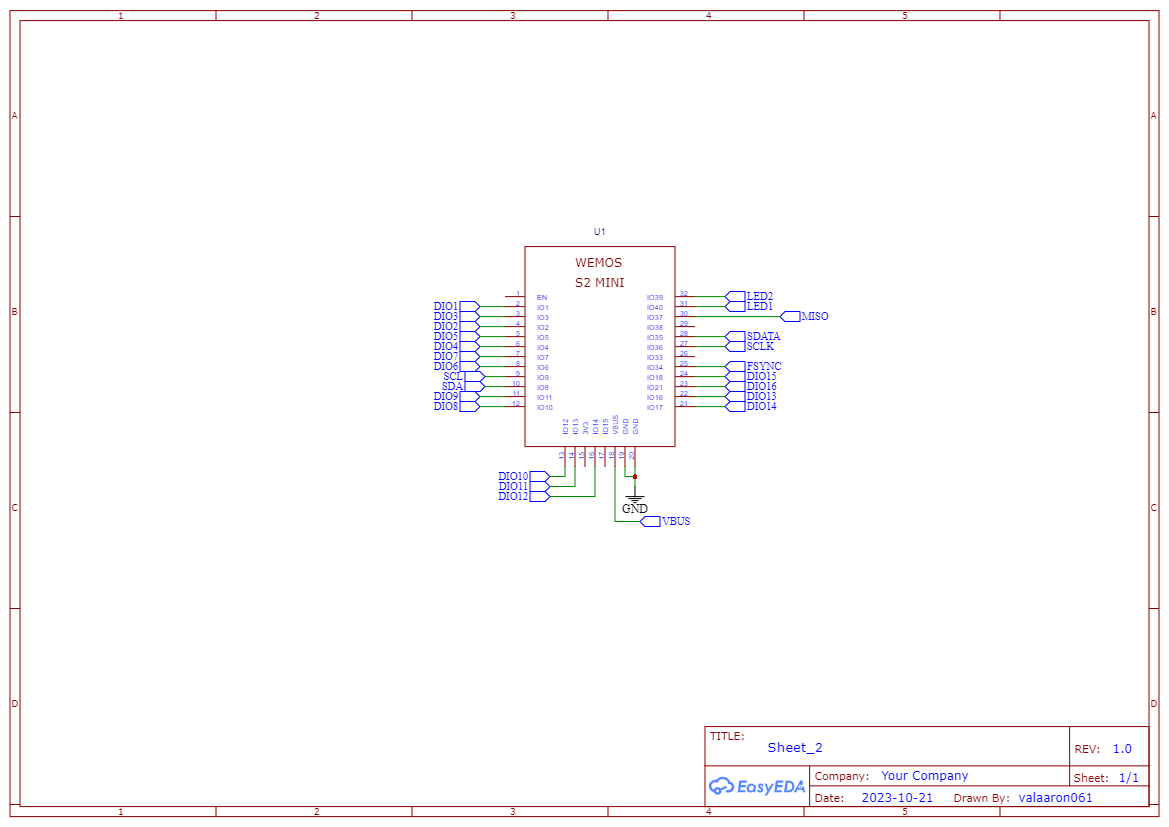 1 2 3 4 5
A A
U1
WEMOS
S2 MINI
1 EN IO39 32 LED2
DIO1 2 IO1 IO40 31 LED1
DIO3 3 IO3 IO37 30 MISO
DIO2 4 IO2 IO38 29
DIO5 5 IO5 IO35 28 SDATA
DIO4 6 IO4 IO36 27 SCLK
DIO7 7 IO7 IO33 26
DIO6 8 IO6 IO34 25 FSYNC
SCL 9 IO9 IO18 24 DIO15
SDA 10 IO8 IO21 23 DIO16
DIO9 11 IO11 IO16 22 DIO13
DIO8 12 IO10 IO17 21 DIO14
B B
IO12 IO13 3V3 IO14 IO15 VBUS GND GND
13 14 15 16 17 18 19 20
DIO10
DIO11
DIO12
GND
VBUS
C C
D D
TITLE:
Sheet_2
REV: 1.0
EasyEDA
Company: Your Company
Sheet: 1/1
Date: 2023-10-21 Drawn By: valaaron061
1 2 3 4 5